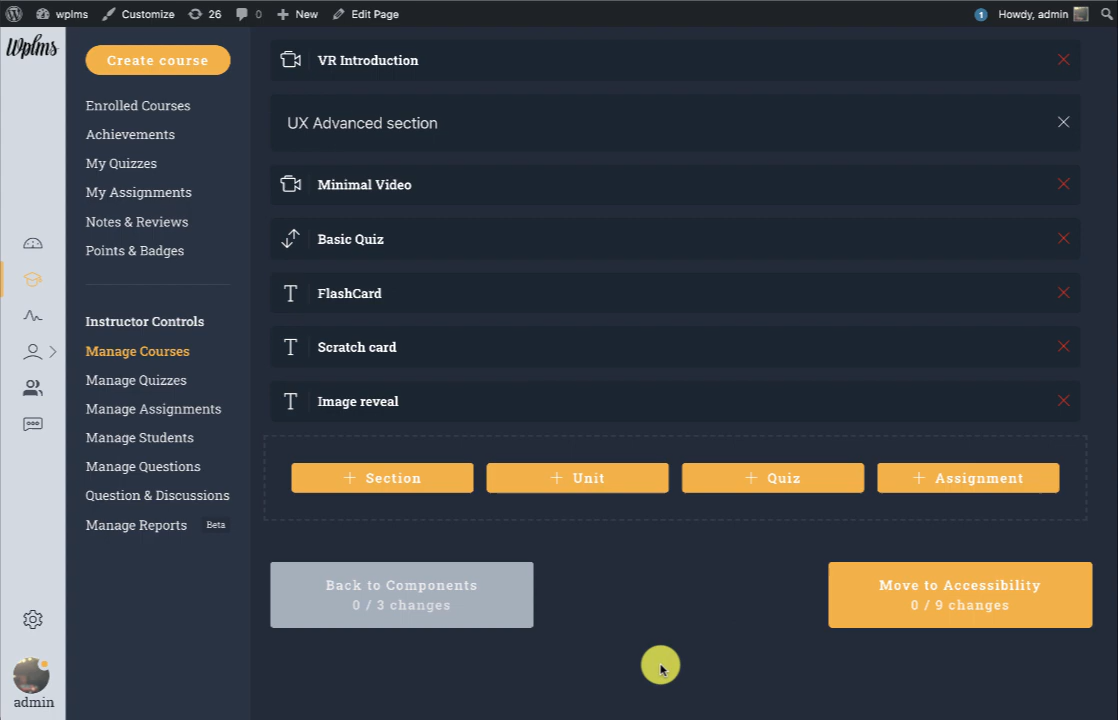 wplms
Customize
26
0
New
Edit Page
1
Howdy, admin
Wplms
Create course
Enrolled Courses
Achievements
My Quizzes
My Assignments
Notes & Reviews
Points & Badges
Instructor Controls
Manage Courses
Manage Quizzes
Manage Assignments
Manage Students
Manage Questions
Question & Discussions
Manage Reports Beta
admin
VR Introduction
UX Advanced section
Minimal Video
Basic Quiz
FlashCard
Scratch card
Image reveal
+ Section
+ Unit
+ Quiz
+ Assignment
Back to Components
0 / 3 changes
Move to Accessibility
0 / 9 changes